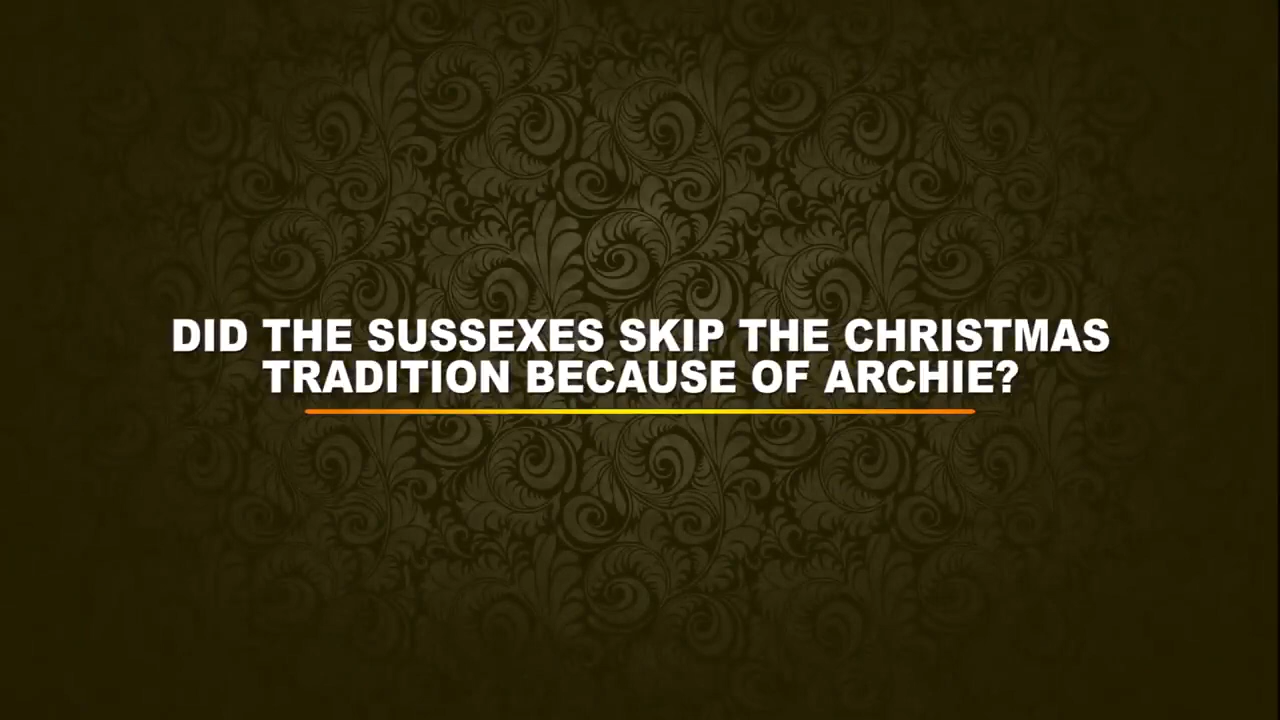 DID THE SUSSEXES SKIP THE CHRISTMAS
TRADITION BECAUSE OF ARCHIE?